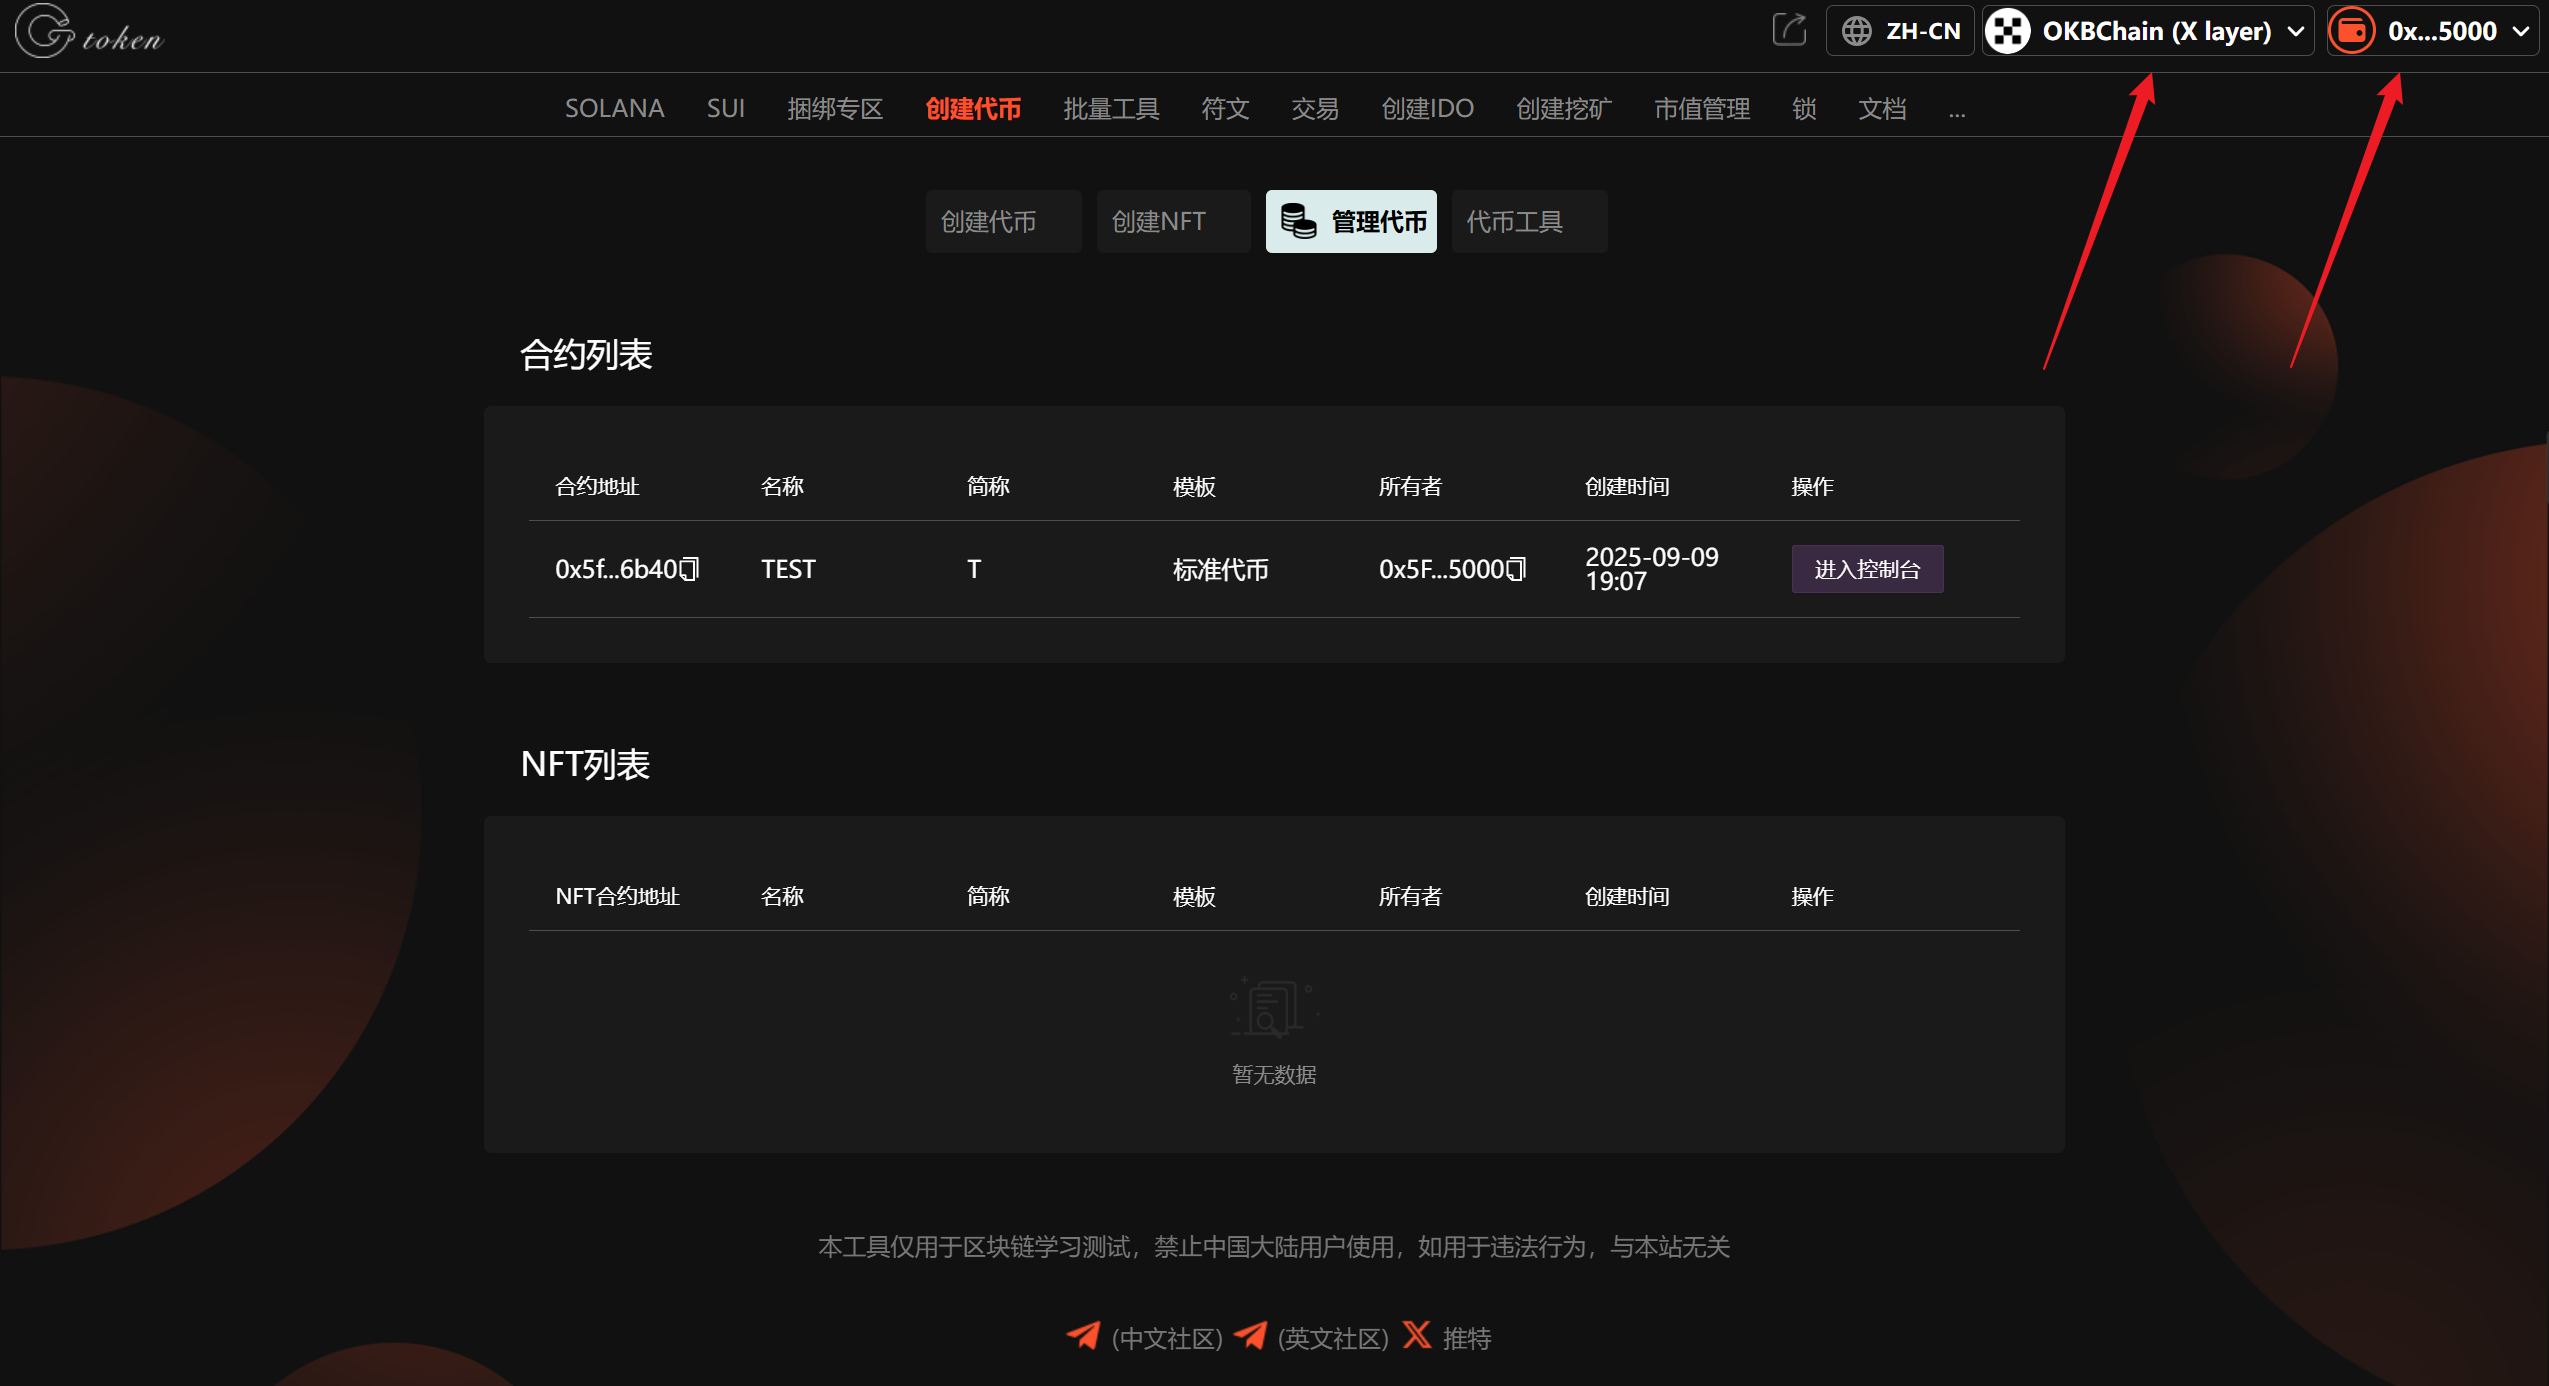 G token
ZH-CN
OKBChain (X layer)
0x...5000
SOLANA SUI 捆绑专区 创建代币 批量工具 符文 交易 创建IDO 创建挖矿 市值管理 锁 文档 ...
创建代币 创建NFT 管理代币 代币工具
合约列表
合约地址 名称 简称 模板 所有者 创建时间 操作
0x5f...6b40 TEST T 标准代币 0x5F...5000 2025-09-09 19:07 进入控制台
NFT列表
NFT合约地址 名称 简称 模板 所有者 创建时间 操作
暂无数据
本工具仅用于区块链学习测试，禁止中国大陆用户使用，如用于违法行为，与本站无关
(中文社区) (英文社区) 推特